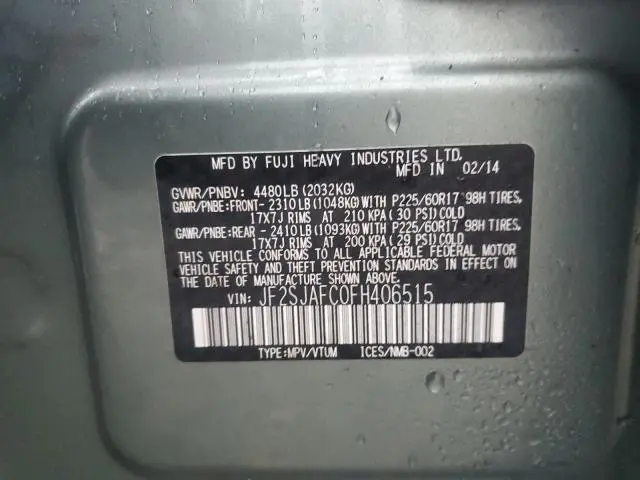 MFD BY FUJI HEAVY INDUSTRIES LTD.
MFD IN 02/14
GVWR/PNBV: 4480LB(2032KG)
GAWR/PNBE:FRONT-2310LB(1048KG)WITH P225/60R17 98H TIRES,
17X7J RIMS AT 210 KPA(30 PSI)COLD
GAWR/PNBE:REAR -2410LB(1093KG)WITH P225/60R17 98H TIRES,
17X7J RIMS AT 200 KPA(29 PSI)COLD
THIS VEHICLE CONFORMS TO ALL APPLICABLE FEDERAL MOTOR
VEHICLE SAFETY AND THEFT PREVENTION STANDARDS IN EFFECT ON
THE DATE OF MANUFACTURE SHOWN ABOVE.
VIN: JF2SJAFC0FH406515
TYPE:MPV/VTUM ICES/NMB-002